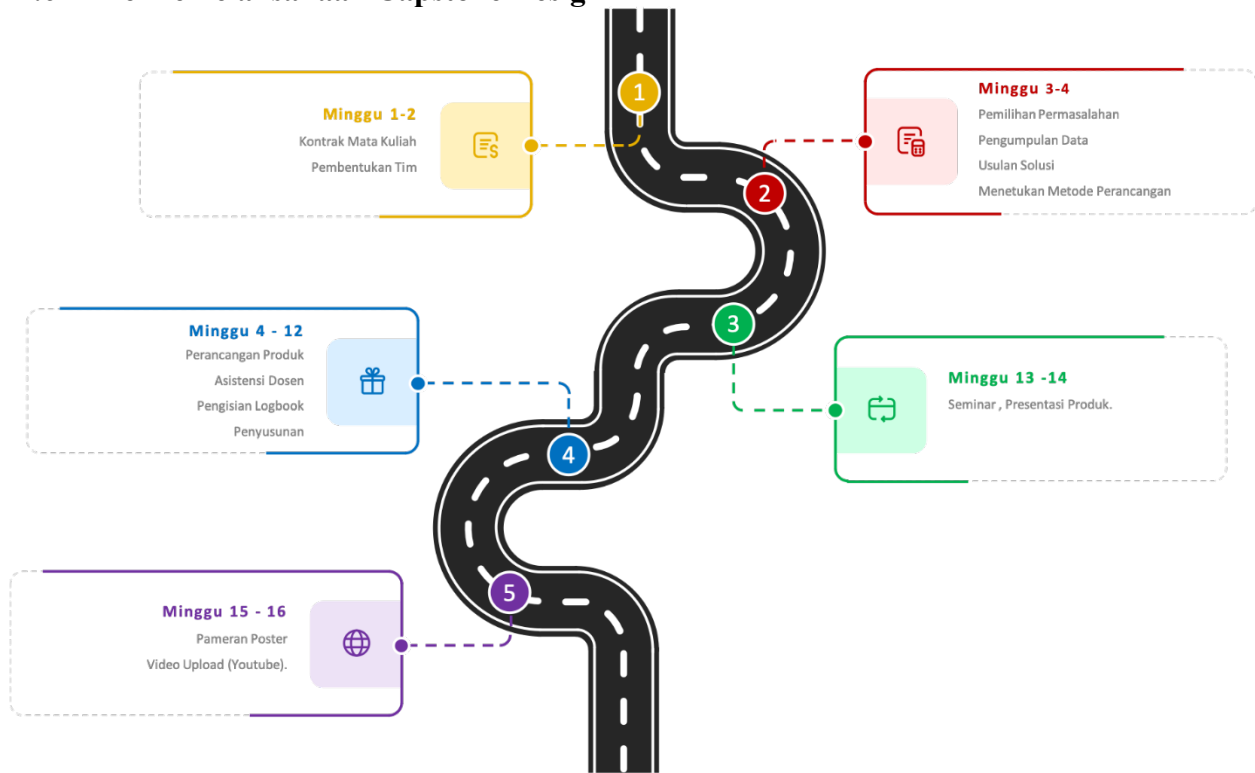 Capstone
1
Minggu 1-2
Kontrak Mata Kuliah
Pembentukan Tim
2
Minggu 3-4
Pemilihan Permasalahan
Pengumpulan Data
Usulan Solusi
Menetukan Metode Perancangan
3
Minggu 13 -14
Seminar , Presentasi Produk.
4
Minggu 4 - 12
Perancangan Produk
Asistensi Dosen
Pengisian Logbook
Penyusunan
5
Minggu 15 - 16
Pameran Poster
Video Upload (Youtube).